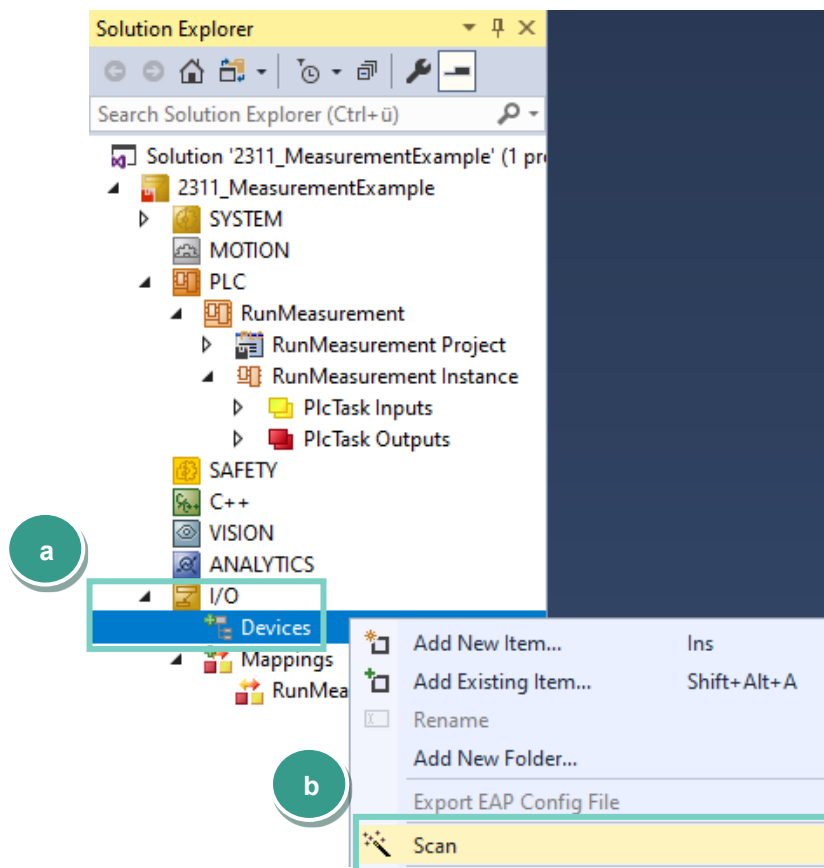 Solution Explorer
Search Solution Explorer (Ctrl+ü)
Solution '2311_MeasurementExample' (1 pr
2311_MeasurementExample
SYSTEM
MOTION
PLC
RunMeasurement
RunMeasurement Project
RunMeasurement Instance
PlcTask Inputs
PlcTask Outputs
SAFETY
C++
VISION
ANALYTICS
a
I/O
Devices
Mappings
RunMea
Add New Item... Ins
Add Existing Item... Shift+Alt+A
Rename
Add New Folder...
b
Export EAP Config File
Scan